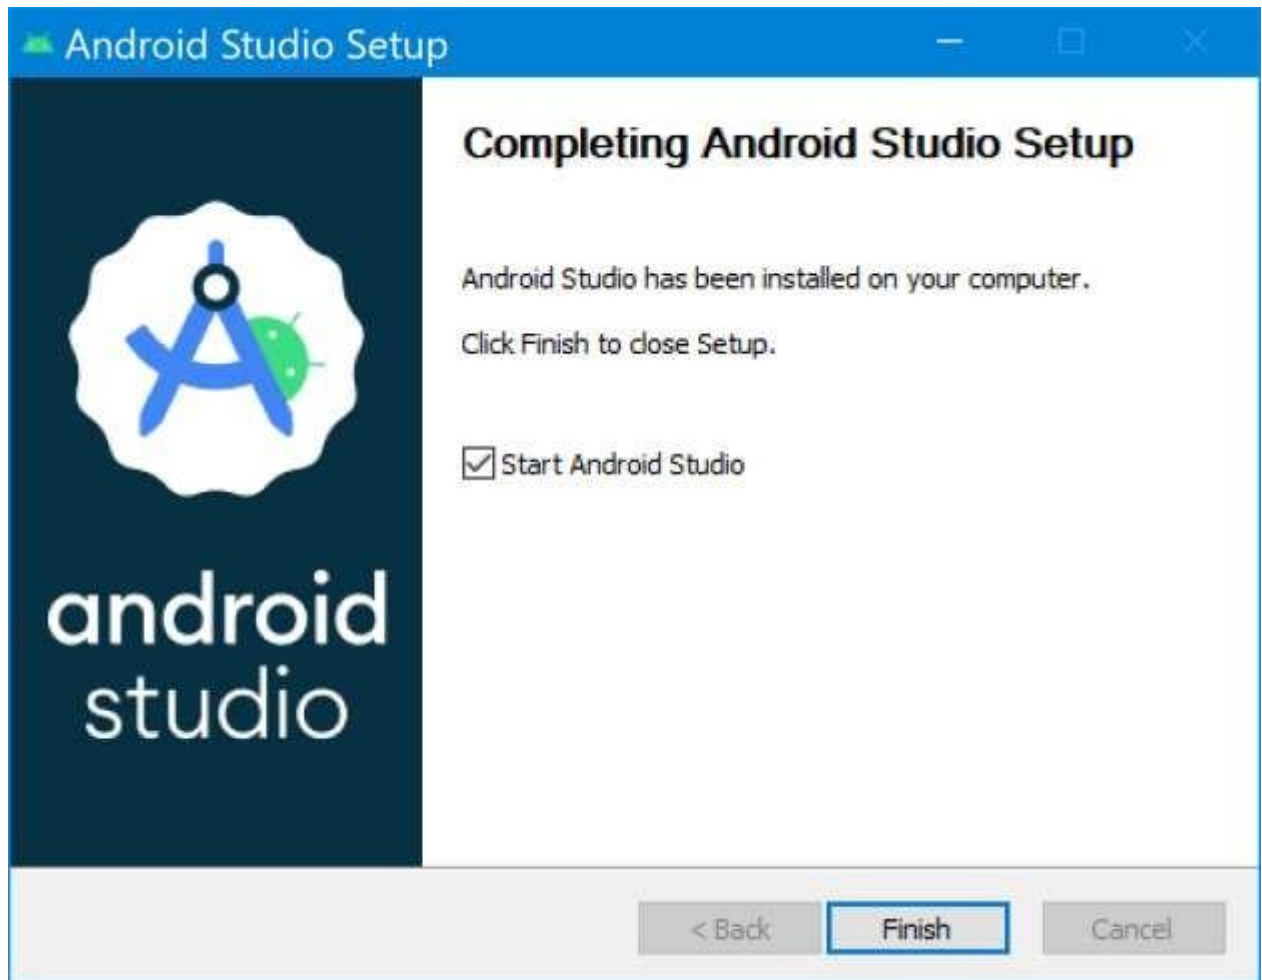 Android Studio Setup
Completing Android Studio Setup
Android Studio has been installed on your computer.
Click Finish to close Setup.
Start Android Studio
android
studio
< Back
Finish
Cancel